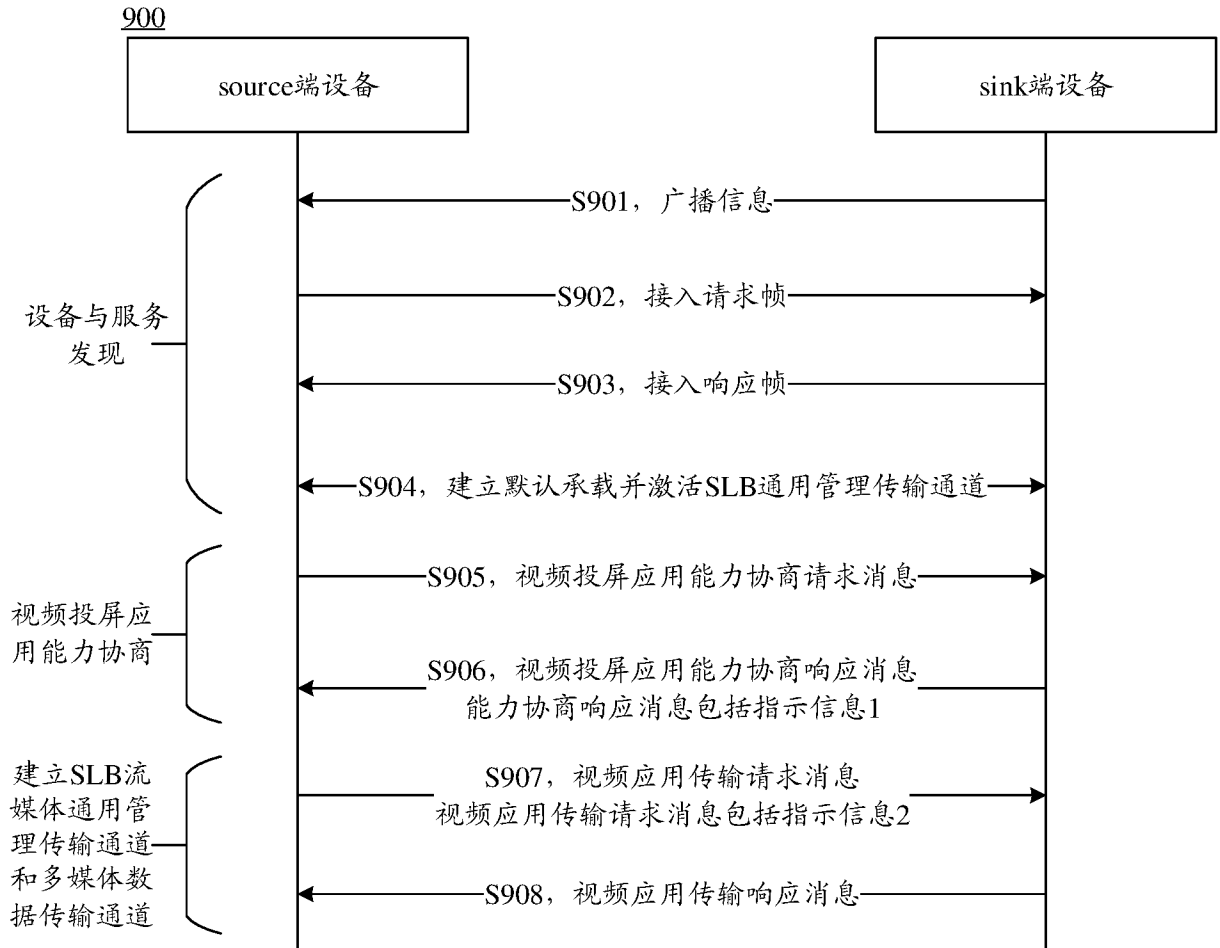 900
source端设备
sink端设备
S901，广播信息
S902，接入请求帧
设备与服务
发现
S903，接入响应帧
S904，建立默认承载并激活SLB通用管理传输通道
S905，视频投屏应用能力协商请求消息
视频投屏应
用能力协商
S906，视频投屏应用能力协商响应消息
能力协商响应消息包括指示信息1
建立SLB流
媒体通用管
理传输通道
和多媒体数
据传输通道
S907，视频应用传输请求消息
视频应用传输请求消息包括指示信息2
S908，视频应用传输响应消息